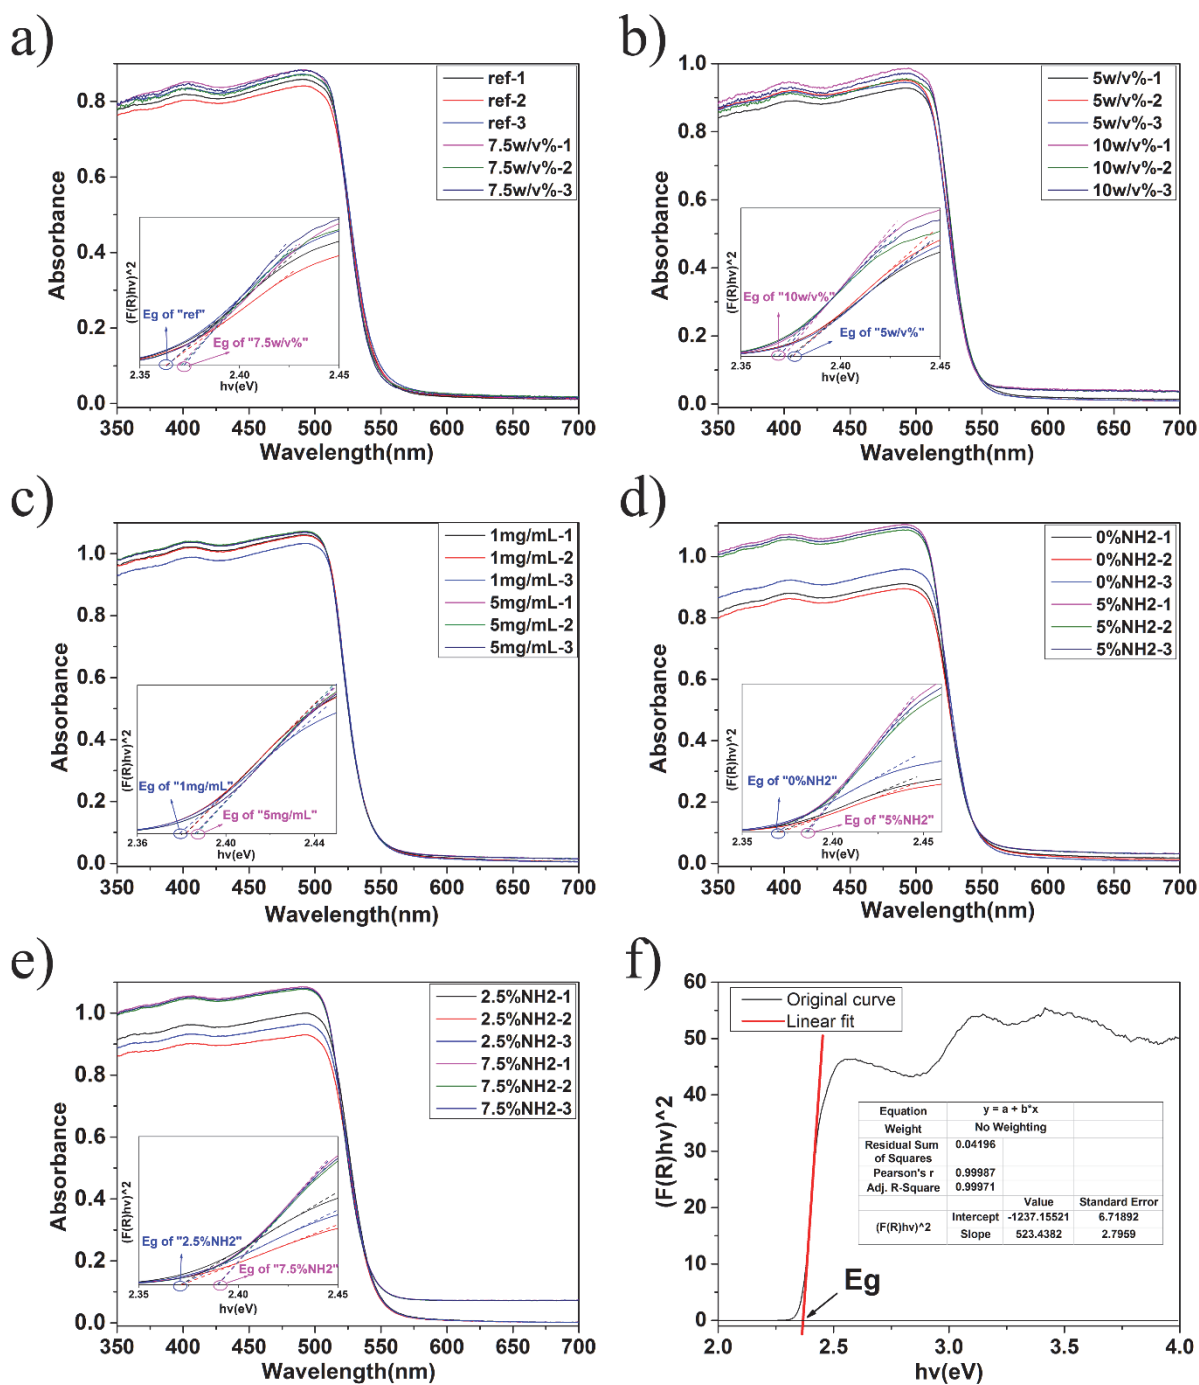 a)
Absorbance
0.8
0.6
0.4
0.2
0.0
ref-1
ref-2
ref-3
7.5w/v%-1
7.5w/v%-2
7.5w/v%-3
(F(R)hv)^2
Eg of "ref"
Eg of "7.5w/v%"
2.35
2.40
2.45
hv(eV)
350
400
450
500
550
600
650
700
Wavelength(nm)
b)
Absorbance
1.0
0.8
0.6
0.4
0.2
0.0
5w/v%-1
5w/v%-2
5w/v%-3
10w/v%-1
10w/v%-2
10w/v%-3
(F(R)hv)^2
Eg of "10w/v%"
Eg of "5w/v%"
2.35
2.40
2.45
hv(eV)
350
400
450
500
550
600
650
700
Wavelength(nm)
c)
Absorbance
1.0
0.8
0.6
0.4
0.2
0.0
1mg/mL-1
1mg/mL-2
1mg/mL-3
5mg/mL-1
5mg/mL-2
5mg/mL-3
(F(R)hv)^2
Eg of "1mg/mL"
Eg of "5mg/mL"
2.36
2.40
2.44
hv(eV)
350
400
450
500
550
600
650
700
Wavelength(nm)
d)
Absorbance
1.0
0.8
0.6
0.4
0.2
0.0
0%NH2-1
0%NH2-2
0%NH2-3
5%NH2-1
5%NH2-2
5%NH2-3
(F(R)hv)^2
Eg of "0%NH2"
Eg of "5%NH2"
2.35
2.40
2.45
hv(eV)
350
400
450
500
550
600
650
700
Wavelength(nm)
e)
Absorbance
1.0
0.8
0.6
0.4
0.2
0.0
2.5%NH2-1
2.5%NH2-2
2.5%NH2-3
7.5%NH2-1
7.5%NH2-2
7.5%NH2-3
(F(R)hv)^2
Eg of "2.5%NH2"
Eg of "7.5%NH2"
2.35
2.40
2.45
hv(eV)
350
400
450
500
550
600
650
700
Wavelength(nm)
f)
(F(R)hv)^2
60
50
40
30
20
10
0
Original curve
Linear fit
Equation y = a + b*x
Weight No Weighting
Residual Sum
of Squares 0.04196
Pearson's r 0.99987
Adj. R-Square 0.99971
Value Standard Error
(F(R)hv)^2 Intercept -1237.15521 6.71892
Slope 523.4382 2.7959
Eg
2.0
2.5
3.0
3.5
4.0
hv(eV)